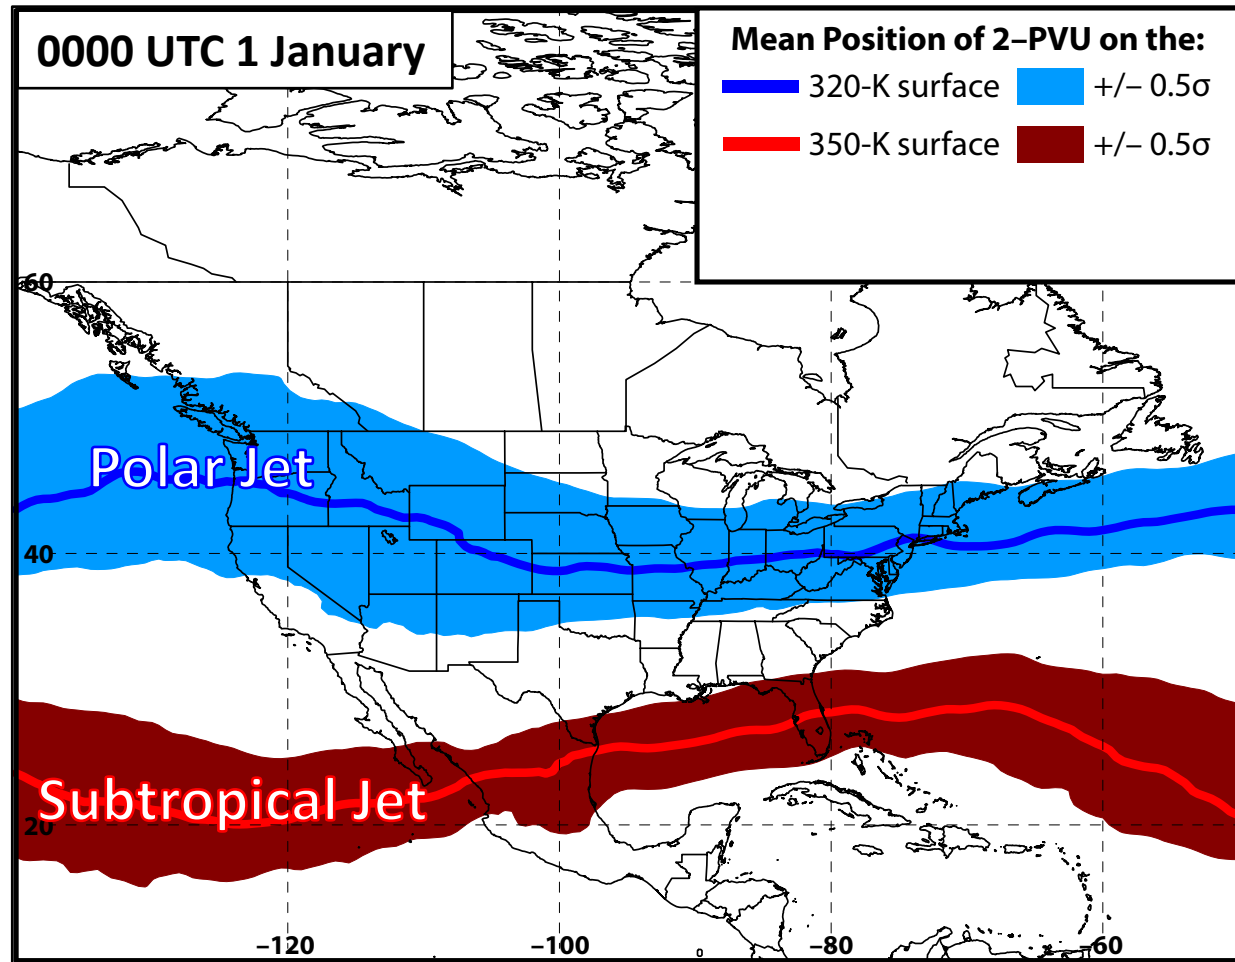 0000 UTC 1 January
Mean Position of 2–PVU on the:
320-K surface +/– 0.5σ
350-K surface +/– 0.5σ
60
Polar Jet
40
Subtropical Jet
20
−120 −100 −80 −60